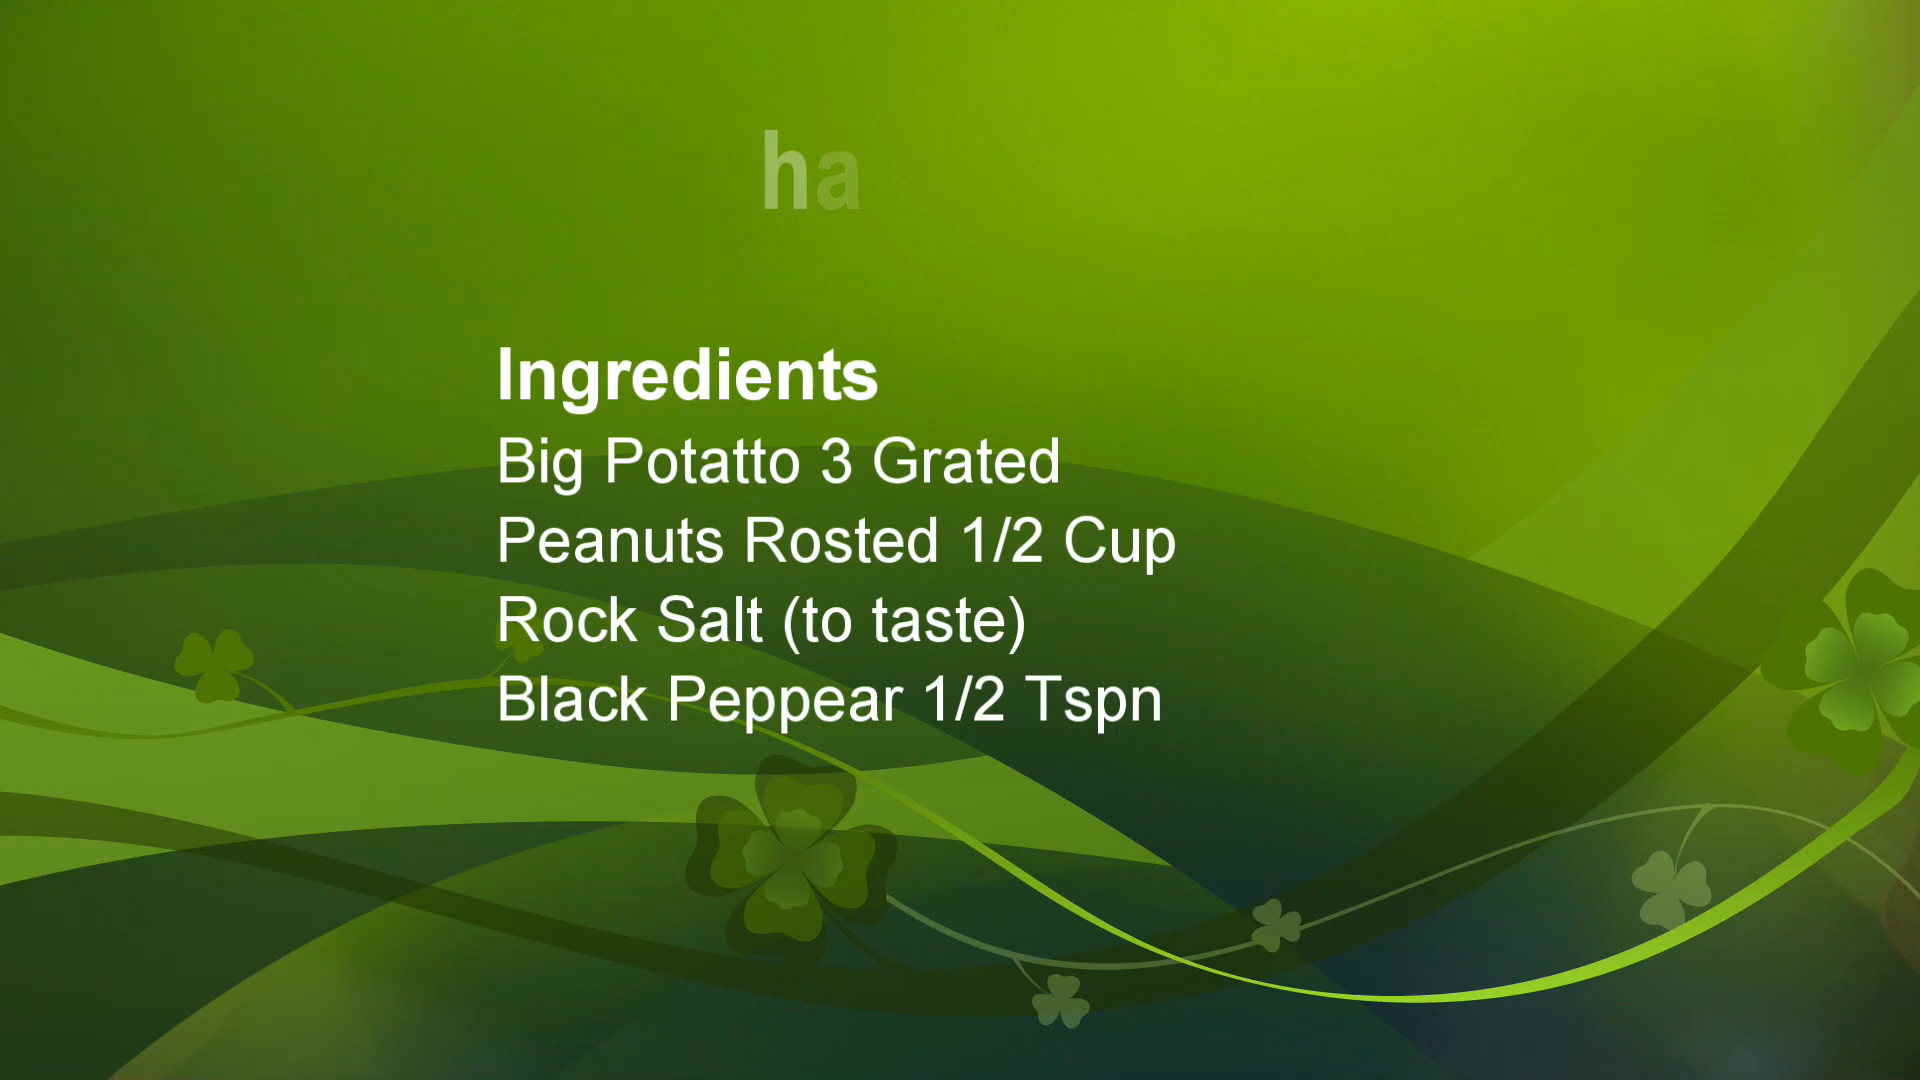 ha
Ingredients
Big Potatto 3 Grated
Peanuts Rosted 1/2 Cup
Rock Salt (to taste)
Black Peppear 1/2 Tspn